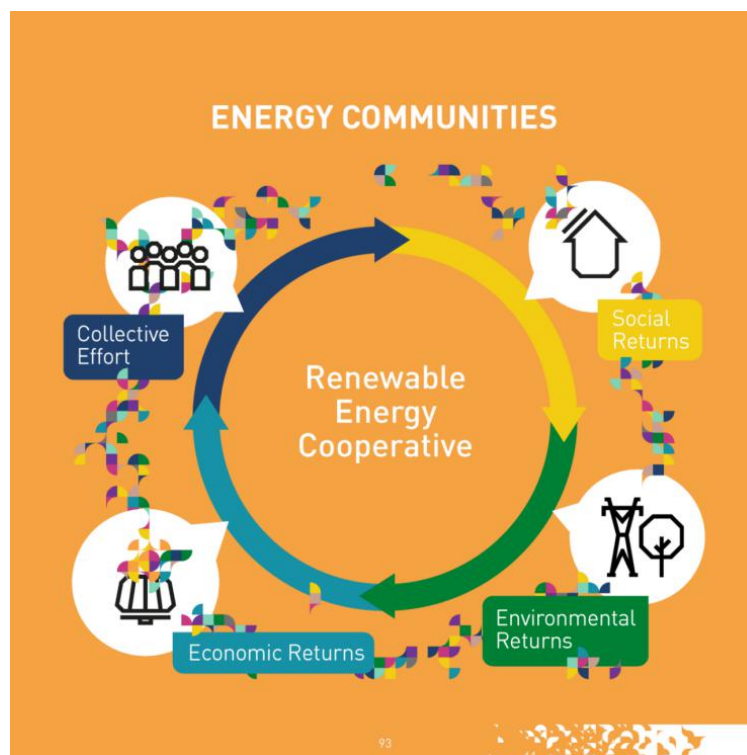 ENERGY COMMUNITIES
Collective
Effort
Social
Returns
Renewable
Energy
Cooperative
Environmental
Returns
Economic Returns
93